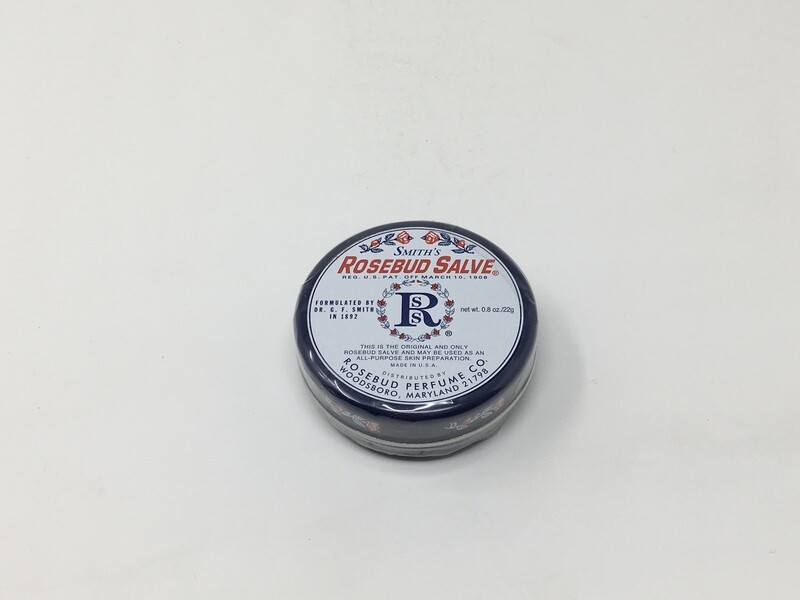 SMITH'S
ROSEBUD SALVE®
REG. U.S. PAT. OFF MARCH 10, 1908
FORMULATED BY
DR. G. F. SMITH
IN 1892
RSS
®
net wt. 0.8 oz./22g
THIS IS THE ORIGINAL AND ONLY
ROSEBUD SALVE AND MAY BE USED AS AN
ALL-PURPOSE SKIN PREPARATION.
MADE IN U.S.A.
DISTRIBUTED BY
ROSEBUD PERFUME CO.
WOODSBORO, MARYLAND 21798